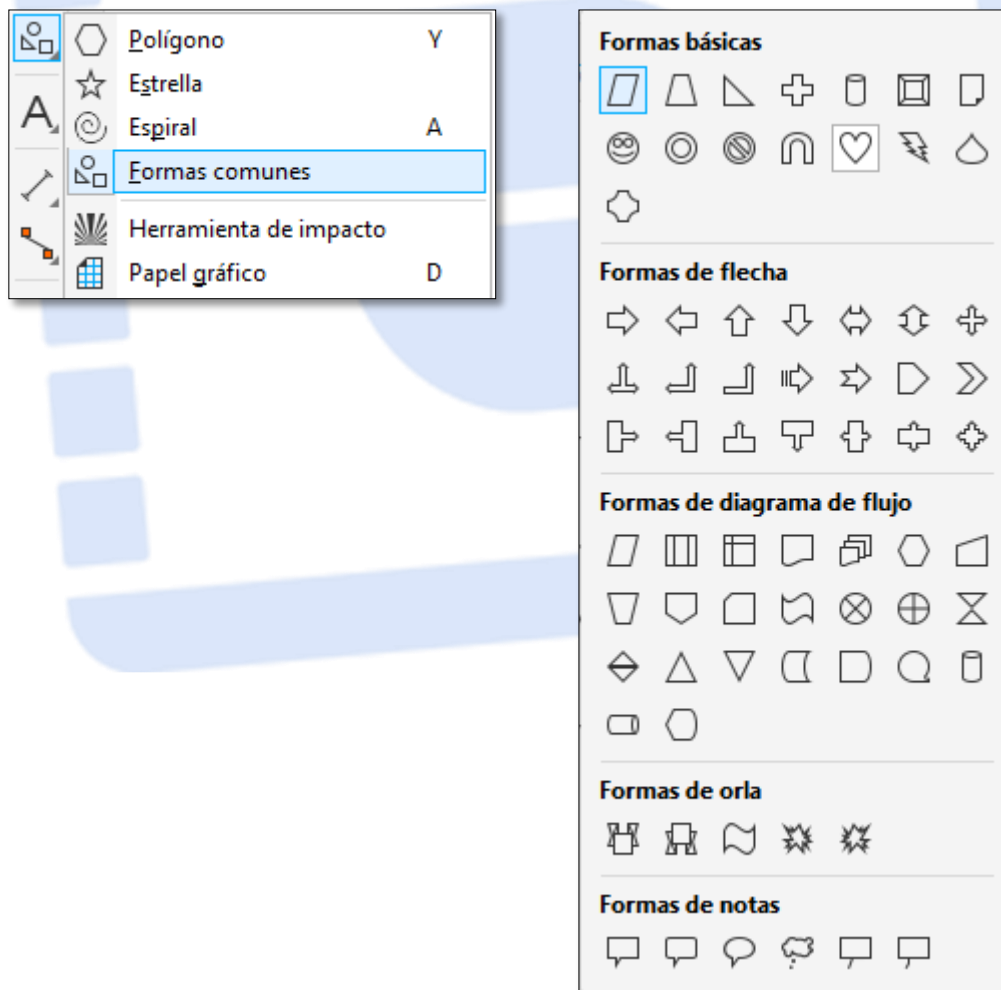 Polígono Y
Estrella
Espiral A
Formas comunes
A
Herramienta de impacto
Papel gráfico D
Formas básicas
Formas de flecha
Formas de diagrama de flujo
Formas de orla
Formas de notas